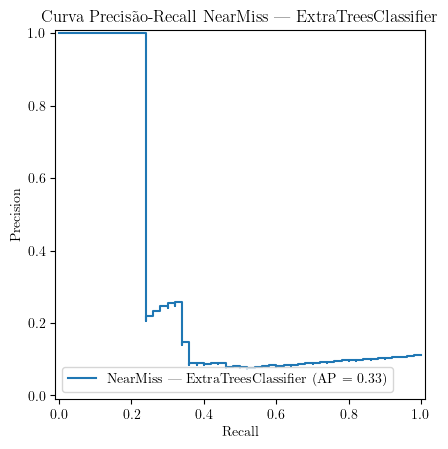 Curva Precisão-Recall NearMiss — ExtraTreesClassifier
1.0
0.8
0.6
0.4
0.2
0.0
Precision
NearMiss — ExtraTreesClassifier (AP = 0.33)
0.0 0.2 0.4 0.6 0.8 1.0
Recall